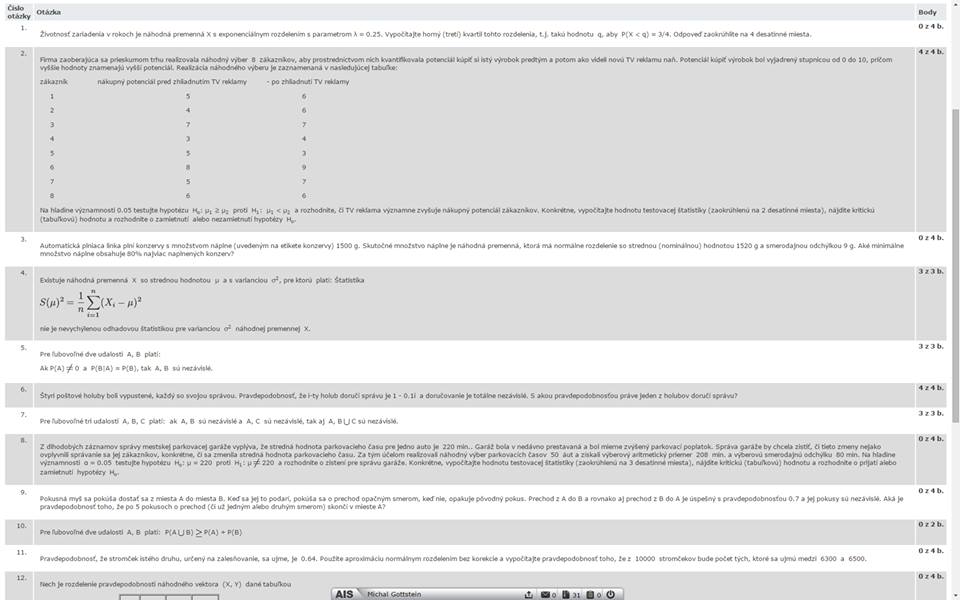 Číslo otázky Otázka Body
1. Životnosť zariadenia v rokoch je náhodná premenná X s exponenciálnym rozdelením s parametrom λ = 0.25. Vypočítajte horný (tretí) kvartil tohto rozdelenia, t.j. takú hodnotu q, aby P(X < q) = 3/4. Odpoveď zaokrúhlite na 4 desatinné miesta. 0 z 4 b.
2. 4 z 4 b.
Firma zaoberajúca sa prieskumom trhu realizovala náhodný výber 8 zákazníkov, aby prostredníctvom nich kvantifikovala potenciál kúpiť si istý výrobok predtým a potom ako videli novú TV reklamu naň. Potenciál kúpiť výrobok bol vyjadrený stupnicou od 0 do 10, pričom
vyššie hodnoty znamenajú vyšší potenciál. Realizácia náhodného výberu je zaznamenaná v nasledujúcej tabuľke:
zákazník nákupný potenciál pred zhliadnutím TV reklamy - po zhliadnutí TV reklamy
1 5 6
2 4 6
3 7 7
4 3 4
5 5 3
6 8 9
7 5 7
8 6 6
Na hladine významnosti 0.05 testujte hypotézu H₀: μ₁ ≥ μ₂ proti H₁: μ₁ < μ₂ a rozhodnite, či TV reklama významne zvyšuje nákupný potenciál zákazníkov. Konkrétne, vypočítajte hodnotu testovacej štatistiky (zaokrúhlenú na 2 desatinné miesta), nájdite kritickú
(tabuľkovú) hodnotu a rozhodnite o zamietnutí alebo nezamietnutí hypotézy H₀.
3. 0 z 4 b.
Automatická plniaca linka plní konzervy s množstvom náplne (uvedeným na etikete konzervy) 1500 g. Skutočné množstvo náplne je náhodná premenná, ktorá má normálne rozdelenie so strednou (nominálnou) hodnotou 1520 g a smerodajnou odchýlkou 9 g. Aké minimálne
množstvo náplne obsahuje 80% najviac naplnených konzerv?
4. 3 z 3 b.
Existuje náhodná premenná X so strednou hodnotou μ a s varianciou σ², pre ktorú platí: Štatistika
S(μ)² = 1/n ∑ᵢ₌₁ⁿ (Xᵢ − μ)²
nie je nevychýlenou odhadovou štatistikou pre varianciu σ² náhodnej premennej X.
5. 3 z 3 b.
Pre ľubovoľné dve udalosti A, B platí:
Ak P(A) ≠ 0 a P(B|A) = P(B), tak A, B sú nezávislé.
6. Štyri poštové holuby boli vypustené, každý so svojou správou. Pravdepodobnosť, že i-ty holub doručí správu je 1 - 0.1i a doručovanie je totálne nezávislé. S akou pravdepodobnosťou práve jeden z holubov doručí správu? 4 z 4 b.
7. Pre ľubovoľné tri udalosti A, B, C platí: ak A, B sú nezávislé a A, C sú nezávislé, tak aj A, B⋃C sú nezávislé. 3 z 3 b.
8. 0 z 4 b.
Z dlhodobých záznamov správy mestskej parkovacej garáže vyplýva, že stredná hodnota parkovacieho času pre jedno auto je 220 min.. Garáž bola v nedávno prestavaná a bol mierne zvýšený parkovací poplatok. Správa garáže by chcela zistiť, či tieto zmeny nejako
ovplyvnili správanie sa jej zákazníkov, konkrétne, či sa zmenila stredná hodnota parkovacieho času. Za tým účelom realizovali náhodný výber parkovacích časov 50 áut a získali výberový aritmetický priemer 208 min. a výberovú smerodajnú odchýlku 80 min. Na hladine
významnosti α = 0.05 testujte hypotézu H₀: μ = 220 proti H₁: μ ≠ 220 a rozhodnite o zistení pre správu garáže. Konkrétne, vypočítajte hodnotu testovacej štatistiky (zaokrúhlenú na 3 desatinné miesta), nájdite kritickú (tabuľkovú) hodnotu a rozhodnite o prijatí alebo
zamietnutí hypotézy H₀.
9. 0 z 4 b.
Pokusná myš sa pokúša dostať sa z miesta A do miesta B. Keď sa jej to podarí, pokúša sa o prechod opačným smerom, keď nie, opakuje pôvodný pokus. Prechod z A do B a rovnako aj prechod z B do A je úspešný s pravdepodobnosťou 0.7 a jej pokusy sú nezávislé. Aká je
pravdepodobnosť toho, že po 5 pokusoch o prechod (či už jedným alebo druhým smerom) skončí v mieste A?
10. Pre ľubovoľné dve udalosti A, B platí: P(A⋃B) ≥ P(A) + P(B) 0 z 2 b.
11. Pravdepodobnosť, že stromček istého druhu, určený na zalesňovanie, sa ujme, je 0.64. Použite aproximáciu normálnym rozdelením bez korekcie a vypočítajte pravdepodobnosť toho, že z 10000 stromčekov bude počet tých, ktoré sa ujmú medzi 6300 a 6500. 0 z 4 b.
12. Nech je rozdelenie pravdepodobnosti náhodného vektora (X, Y) dané tabuľkou 0 z 4 b.
AIS Michal Gottstein 0 31 0